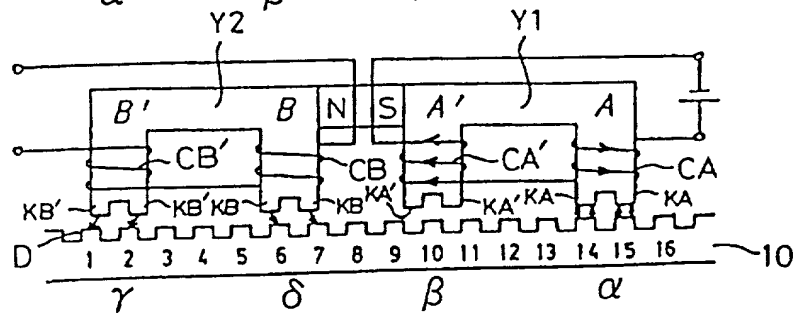 α β
Y2 Y1
B' B N S A' A
CB' CB CA' CA
KB' KB' KB KB KA' KA' KA KA
D 1 2 3 4 5 6 7 8 9 10 11 12 13 14 15 16 10
γ δ β α